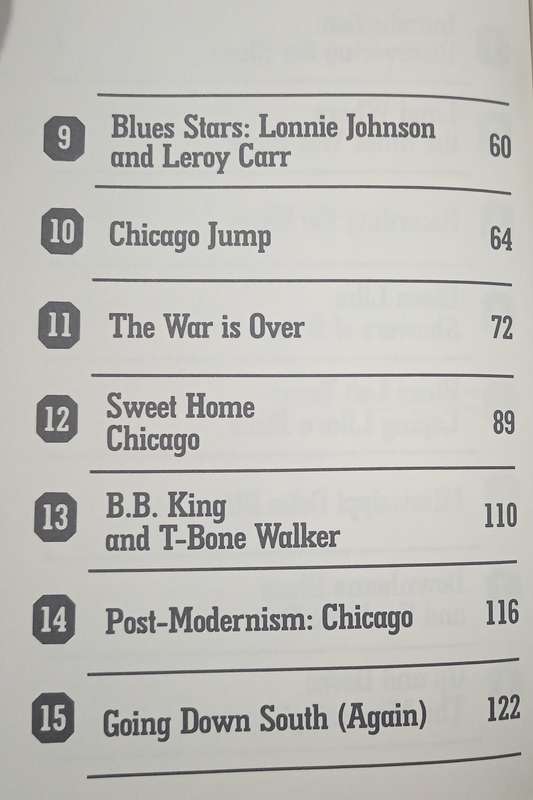 9 Blues Stars: Lonnie Johnson
and Leroy Carr 60
10 Chicago Jump 64
11 The War is Over 72
12 Sweet Home
Chicago 89
13 B.B. King
and T-Bone Walker 110
14 Post-Modernism: Chicago 116
15 Going Down South (Again) 122